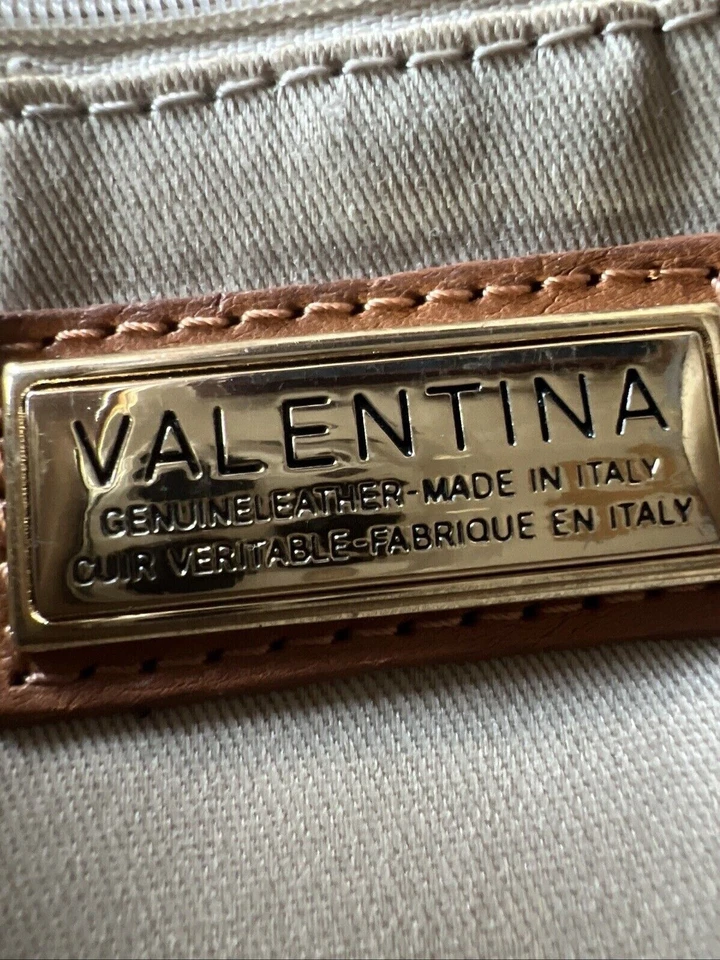 VALENTINA
GENUINELEATHER-MADE IN ITALY
CUIR VERITABLE-FABRIQUE EN ITALY